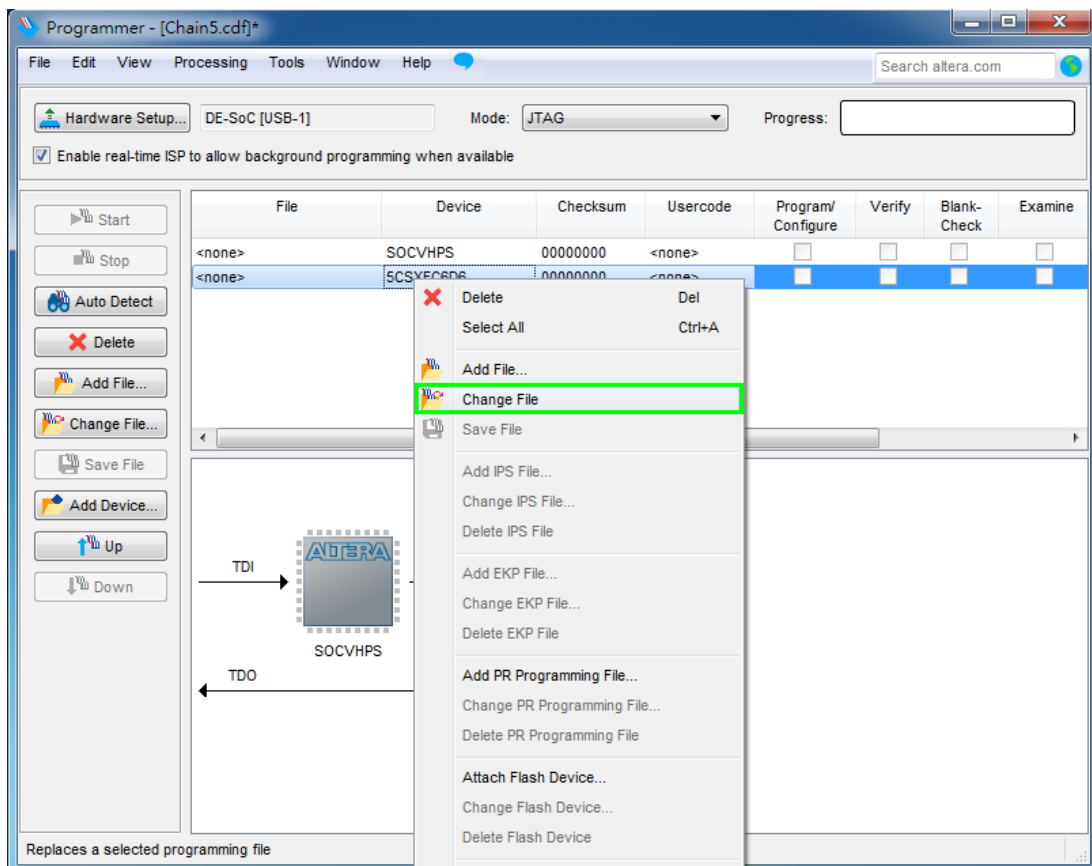 Programmer - [Chain5.cdf]*
File Edit View Processing Tools Window Help Search altera.com
Hardware Setup... DE-SoC [USB-1] Mode: JTAG Progress:
Enable real-time ISP to allow background programming when available
File Device Checksum Usercode Program/ Verify Blank- Examine
Configure Check
<none> SOCVHPS 00000000 <none>
<none> 5CSXFC6D6 00000000 <none>
Start
Stop
Auto Detect
Delete
Add File...
Change File...
Save File
Add Device...
Up
Down
Delete Del
Select All Ctrl+A
Add File...
Change File
Save File
Add IPS File...
Change IPS File...
Delete IPS File
Add EKP File...
Change EKP File...
Delete EKP File
Add PR Programming File...
Change PR Programming File...
Delete PR Programming File
Attach Flash Device...
Change Flash Device...
Delete Flash Device
TDI
ALTERA
SOCVHPS
TDO
Replaces a selected programming file